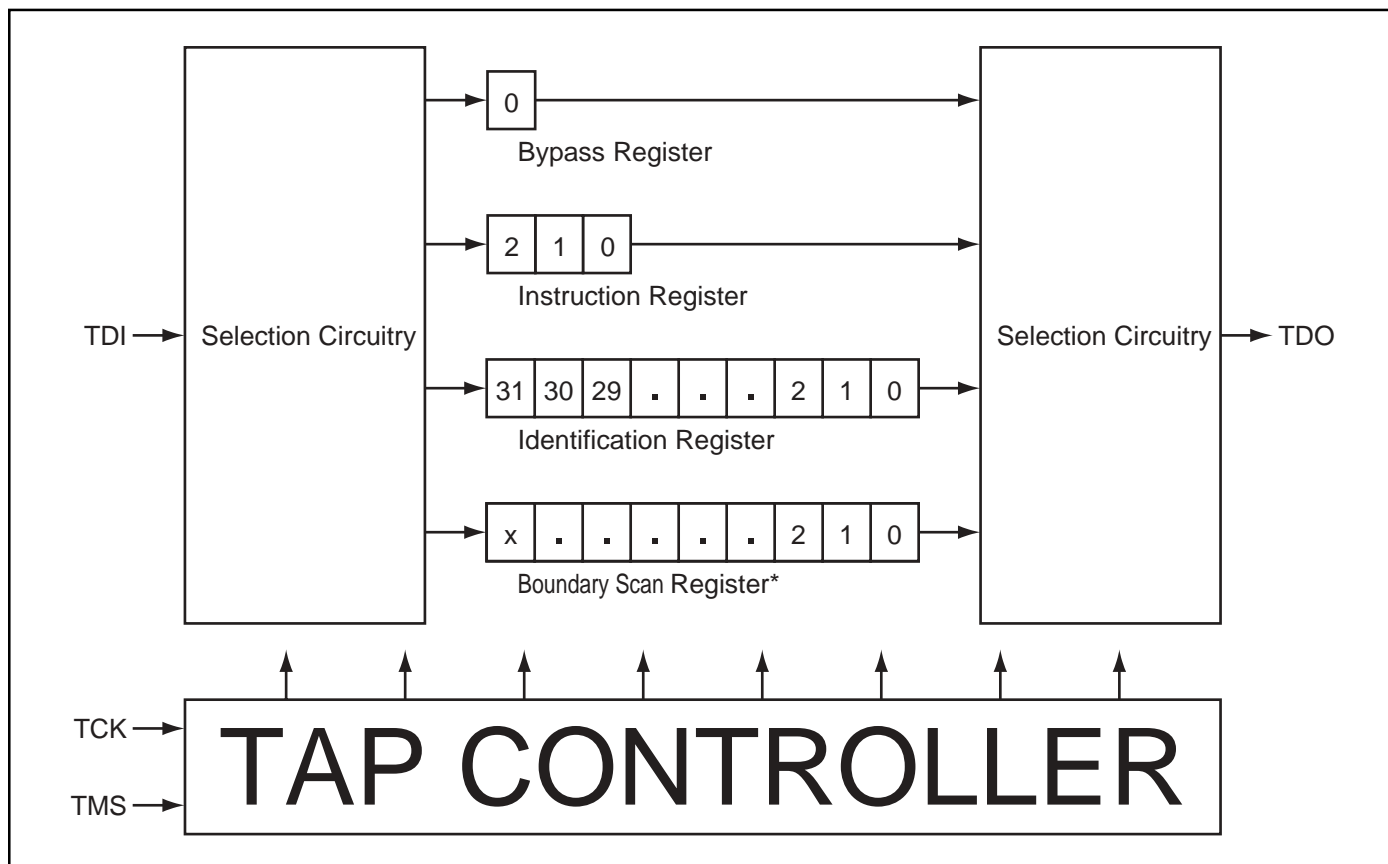 0
Bypass Register
2 1 0
Instruction Register
TDI
Selection Circuitry
Selection Circuitry
TDO
31 30 29 . . . 2 1 0
Identification Register
x . . . . . 2 1 0
Boundary Scan Register*
TCK
TAP CONTROLLER
TMS